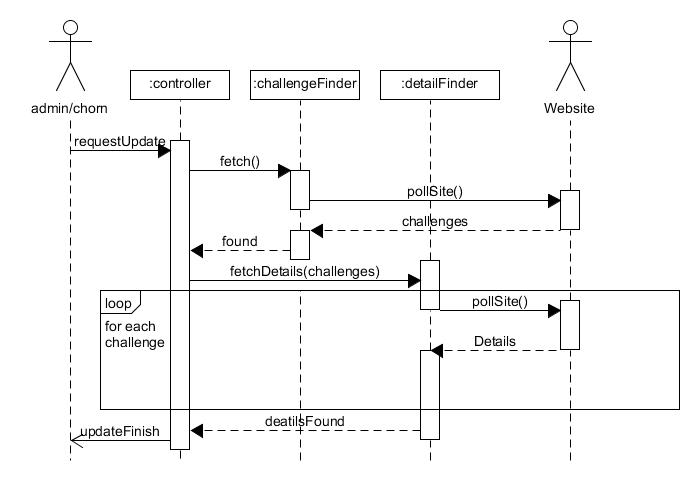 admin/chorn
:controller
:challengeFinder
:detailFinder
Website
requestUpdate
fetch()
pollSite()
challenges
found
fetchDetails(challenges)
loop
for each
challenge
pollSite()
Details
deatilsFound
updateFinish